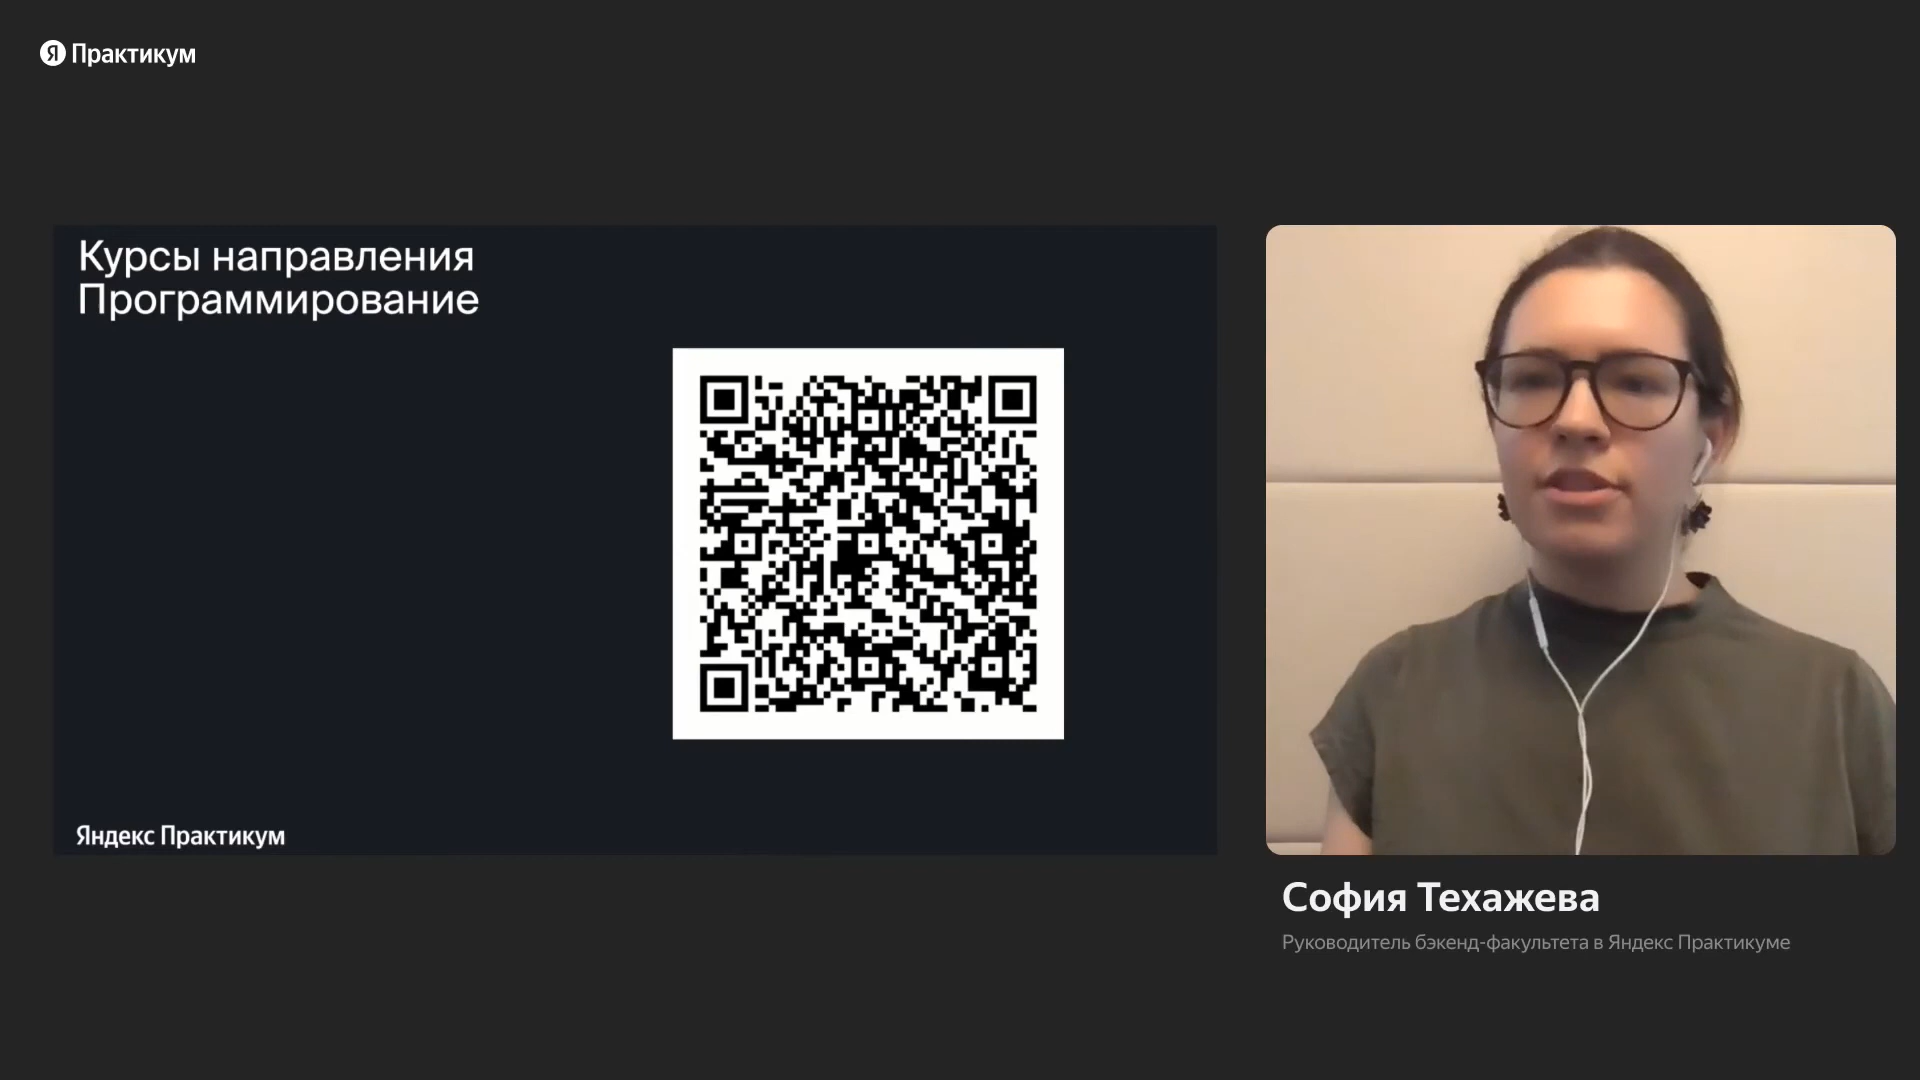 Я Практикум
Курсы направления
Программирование
Яндекс Практикум
София Техажева
Руководитель бэкенд-факультета в Яндекс Практикуме